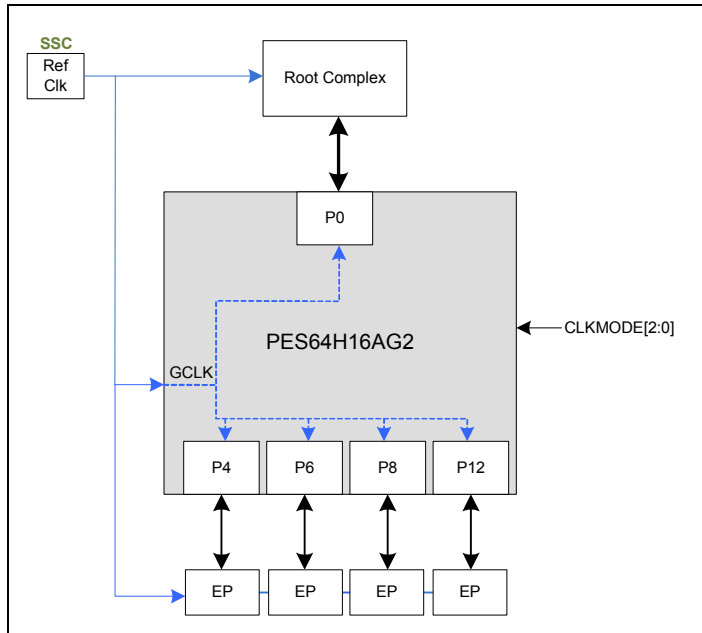 SSC
Ref
Clk
Root Complex
P0
PES64H16AG2
CLKMODE[2:0]
GCLK
P4
P6
P8
P12
EP
EP
EP
EP